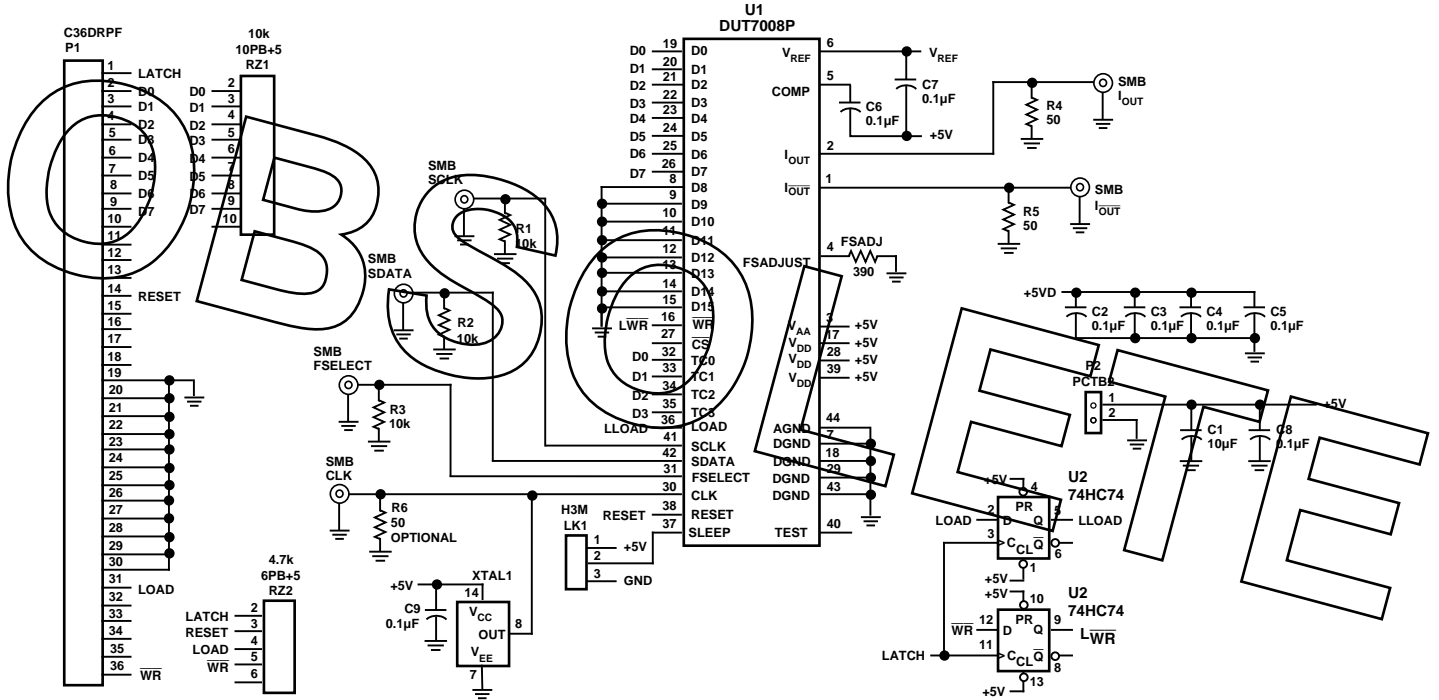 C36DRPF
P1
1 LATCH
2 D0
3 D1
4 D2
5 D3
6 D4
7 D5
8 D6
9 D7
10
11
12
13
14 RESET
15
16
17
18
19
20
21
22
23
24
25
26
27
28
29
30
31 LOAD
32
33
34
35
36 W̅R̅
10k
10PB+5
RZ1
D0 2
D1 3
D2 4
D3 5
D4 6
D5 7
D6 8
D7 9
10
4.7k
6PB+5
RZ2
LATCH 2
RESET 3
LOAD 4
W̅R̅ 5
6
SMB
SCLK
R1
10k
SMB
SDATA
R2
10k
SMB
FSELECT
R3
10k
SMB
CLK
R6
50
OPTIONAL
+5V
C9
0.1µF
XTAL1
14
VCC
OUT 8
VEE
7
H3M
LK1
1 +5V
2
3 GND
U1
DUT7008P
D0 19 D0
D1 20 D1
D2 21 D2
D3 22 D3
D4 23 D4
D5 24 D5
D6 25 D6
D7 26 D7
8 D8
9 D9
10 D10
11 D11
12 D12
13 D13
14 D14
15 D15
LW̅R̅ 16 W̅R̅
27 C̅S̅
D0 32 TC0
D1 33 TC1
D2 34 TC2
D3 35 TC3
LLOAD 36 LOAD
41 SCLK
42 SDATA
31 FSELECT
30 CLK
RESET 38 RESET
37 SLEEP
VREF 6 VREF
COMP 5
C7
0.1µF
C6
0.1µF
+5V
IOUT 2
R4
50
SMB
IOUT
IO̅U̅T̅ 1
R5
50
SMB
IO̅U̅T̅
FSADJUST 4 FSADJ
390
VAA 3 +5V
VDD 17 +5V
VDD 28 +5V
VDD 39 +5V
AGND 44
DGND 7
DGND 18
DGND 29
DGND 43
TEST 40
+5VD
C2
0.1µF
C3
0.1µF
C4
0.1µF
C5
0.1µF
P2
PCTB2
1
2
+5V
C1
10µF
C8
0.1µF
U2
74HC74
+5V 4
PR
LOAD 2 D Q 5 LLOAD
3 C
CL Q̅ 6
+5V 1
U2
74HC74
+5V 10
PR
W̅R̅ 12 D Q 9 LW̅R̅
LATCH 11 C
CL Q̅ 8
+5V 13
OBSOLETE